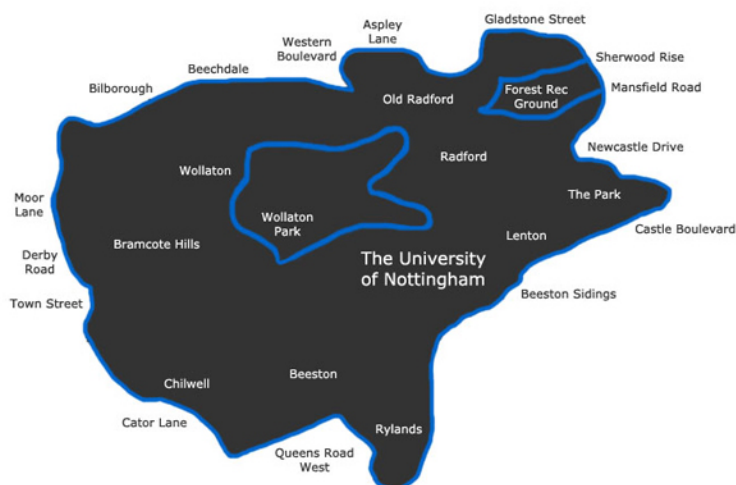 Gladstone Street
Aspley
Lane
Western
Boulevard
Sherwood Rise
Beechdale
Bilborough
Forest Rec
Ground
Mansfield Road
Old Radford
Newcastle Drive
Radford
Wollaton
The Park
Moor
Lane
Wollaton
Park
Castle Boulevard
Lenton
Bramcote Hills
Derby
Road
The University
of Nottingham
Beeston Sidings
Town Street
Beeston
Chilwell
Cator Lane
Rylands
Queens Road
West